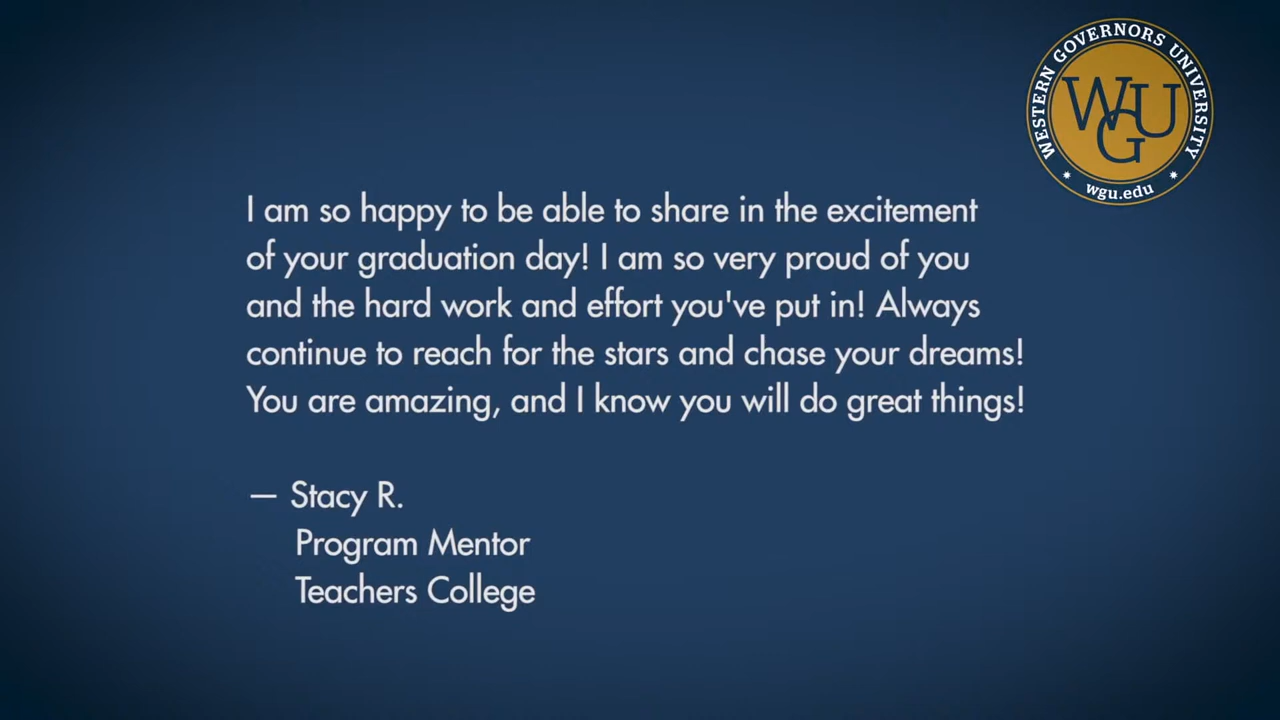 WESTERN GOVERNORS UNIVERSITY
WGU
wgu.edu
I am so happy to be able to share in the excitement
of your graduation day! I am so very proud of you
and the hard work and effort you've put in! Always
continue to reach for the stars and chase your dreams!
You are amazing, and I know you will do great things!
— Stacy R.
Program Mentor
Teachers College